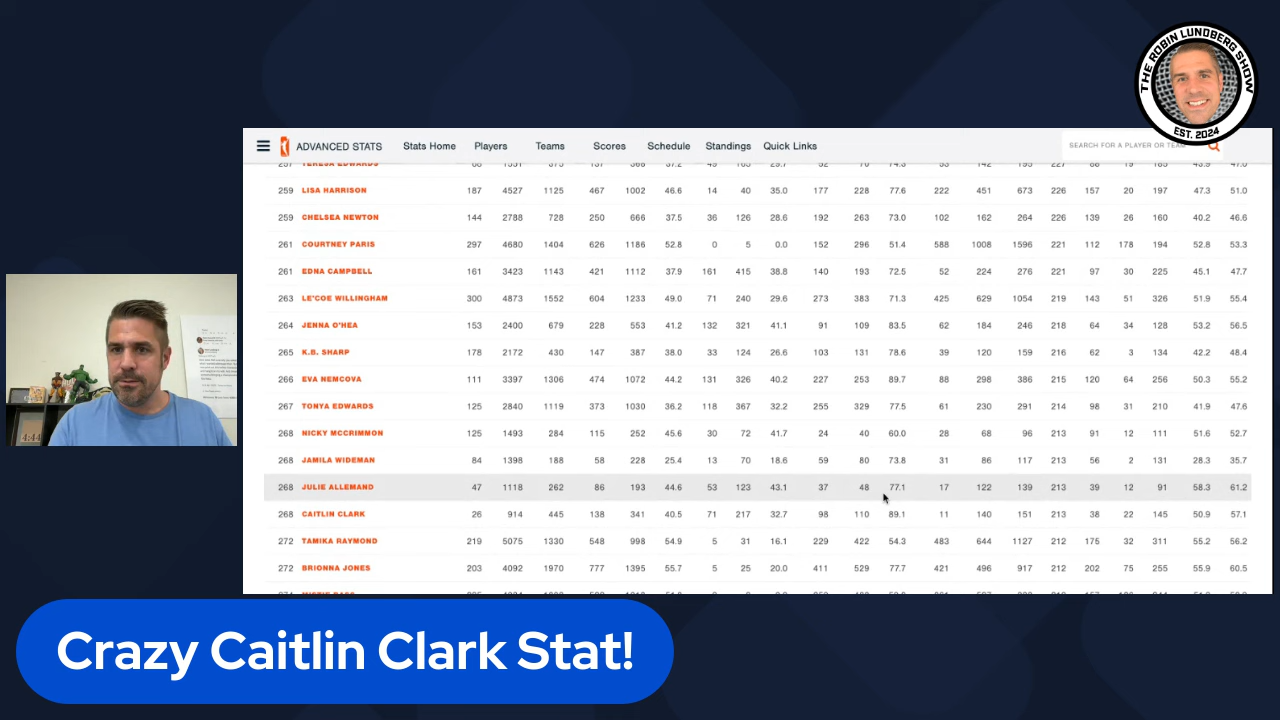 THE ROBIN LUNDBERG SHOW
EST. 2024
ADVANCED STATS Stats Home Players Teams Scores Schedule Standings Quick Links SEARCH FOR A PLAYER OR TEAM
TERESA EDWARDS
259 LISA HARRISON 187 4527 1125 467 1002 46.6 14 40 35.0 177 228 77.6 222 451 673 226 157 20 197 47.3 51.0
259 CHELSEA NEWTON 144 2788 728 250 666 37.5 36 126 28.6 192 263 73.0 102 162 264 226 139 26 160 40.2 46.6
261 COURTNEY PARIS 297 4680 1404 626 1186 52.8 0 5 0.0 152 296 51.4 588 1008 1596 221 112 178 194 52.8 53.3
261 EDNA CAMPBELL 161 3423 1143 421 1112 37.9 161 415 38.8 140 193 72.5 52 224 276 221 97 30 225 45.1 47.7
263 LE'COE WILLINGHAM 300 4873 1552 604 1233 49.0 71 240 29.6 273 383 71.3 425 629 1054 219 143 51 326 51.9 55.4
264 JENNA O'HEA 153 2400 679 228 553 41.2 132 321 41.1 91 109 83.5 62 184 246 218 64 34 128 53.2 56.5
265 K.B. SHARP 178 2172 430 147 387 38.0 33 124 26.6 103 131 78.6 39 120 159 216 62 3 134 42.2 48.4
266 EVA NEMCOVA 111 3397 1306 474 1072 44.2 131 326 40.2 227 253 89.7 88 298 386 215 120 64 256 50.3 55.2
267 TONYA EDWARDS 125 2840 1119 373 1030 36.2 118 367 32.2 255 329 77.5 61 230 291 214 98 31 210 41.9 47.6
268 NICKY MCCRIMMON 125 1493 284 115 252 45.6 30 72 41.7 24 40 60.0 28 68 96 213 91 12 111 51.6 52.7
268 JAMILA WIDEMAN 84 1398 188 58 228 25.4 13 70 18.6 59 80 73.8 31 86 117 213 56 2 131 28.3 35.7
268 JULIE ALLEMAND 47 1118 262 86 193 44.6 53 123 43.1 37 48 77.1 17 122 139 213 39 12 91 58.3 61.2
268 CAITLIN CLARK 26 914 445 138 341 40.5 71 217 32.7 98 110 89.1 11 140 151 213 38 22 145 50.9 57.1
272 TAMIKA RAYMOND 219 5075 1330 548 998 54.9 5 31 16.1 229 422 54.3 483 644 1127 212 175 32 311 55.2 56.2
272 BRIONNA JONES 203 4092 1970 777 1395 55.7 5 25 20.0 411 529 77.7 421 496 917 212 202 75 255 55.9 60.5
4:44
Crazy Caitlin Clark Stat!